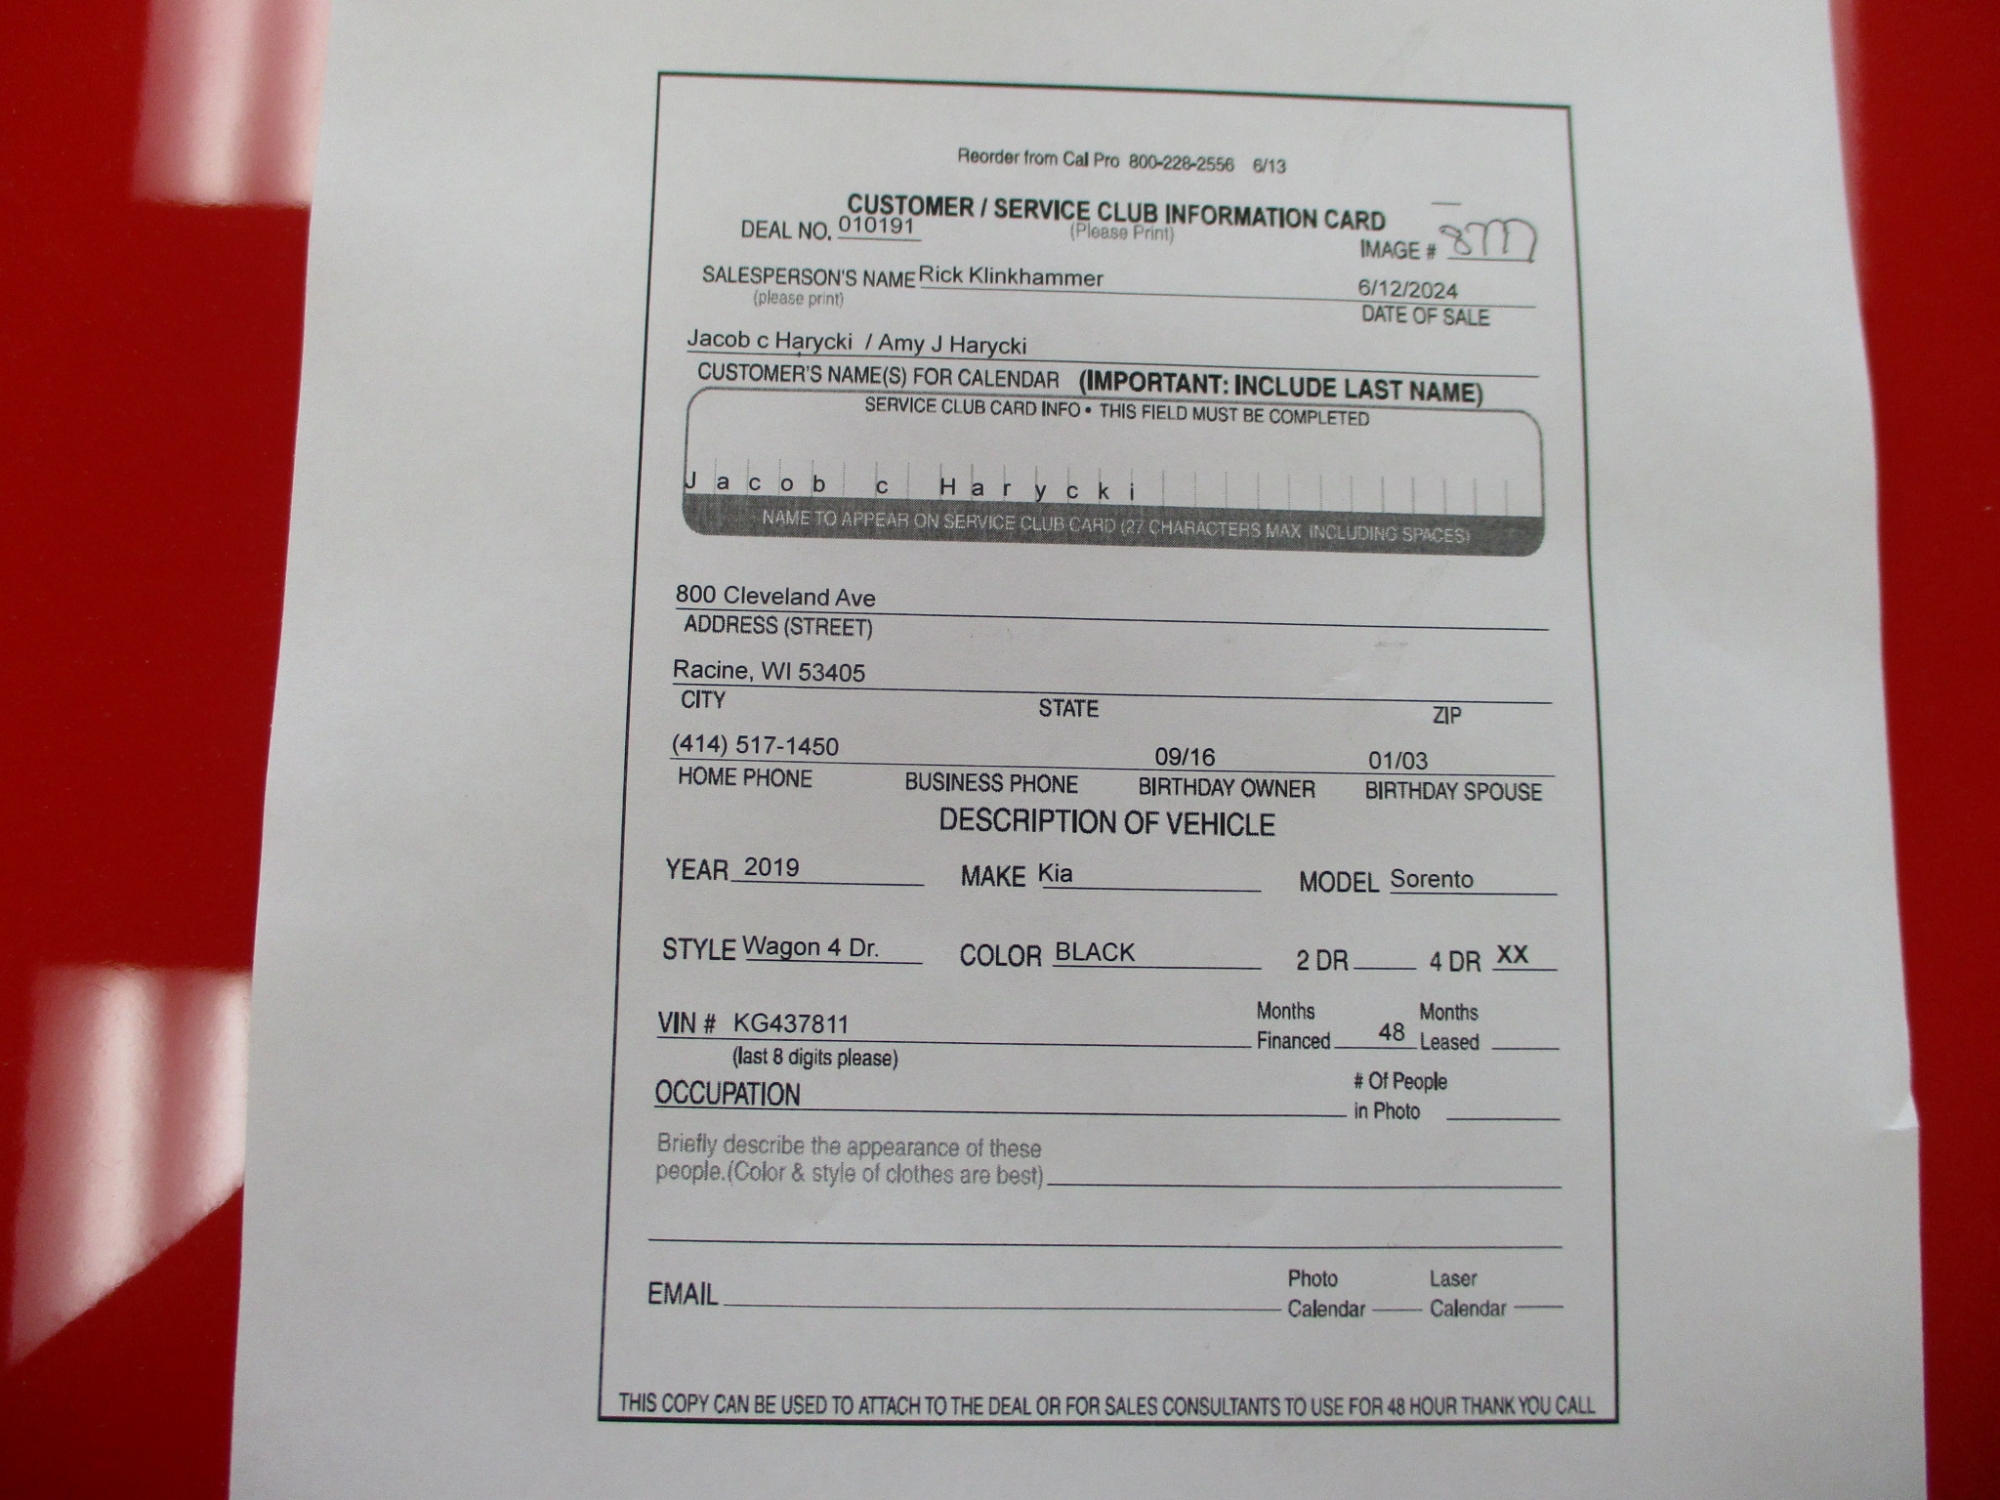 Reorder from Cal Pro 800-228-2556 6/13
CUSTOMER / SERVICE CLUB INFORMATION CARD
DEAL NO. 010191 (Please Print)
IMAGE #
SALESPERSON'S NAME Rick Klinkhammer 6/12/2024
(please print) DATE OF SALE
Jacob c Harycki / Amy J Harycki
CUSTOMER'S NAME(S) FOR CALENDAR (IMPORTANT: INCLUDE LAST NAME)
SERVICE CLUB CARD INFO • THIS FIELD MUST BE COMPLETED
J a c o b c H a r y c k i
NAME TO APPEAR ON SERVICE CLUB CARD (27 CHARACTERS MAX. INCLUDING SPACES)
800 Cleveland Ave
ADDRESS (STREET)
Racine, WI 53405
CITY STATE ZIP
(414) 517-1450 09/16 01/03
HOME PHONE BUSINESS PHONE BIRTHDAY OWNER BIRTHDAY SPOUSE
DESCRIPTION OF VEHICLE
YEAR 2019 MAKE Kia MODEL Sorento
STYLE Wagon 4 Dr. COLOR BLACK 2 DR 4 DR XX
VIN # KG437811 Months Financed 48 Months Leased
(last 8 digits please)
OCCUPATION # Of People in Photo
Briefly describe the appearance of these
people.(Color & style of clothes are best)
EMAIL Photo Calendar Laser Calendar
THIS COPY CAN BE USED TO ATTACH TO THE DEAL OR FOR SALES CONSULTANTS TO USE FOR 48 HOUR THANK YOU CALL